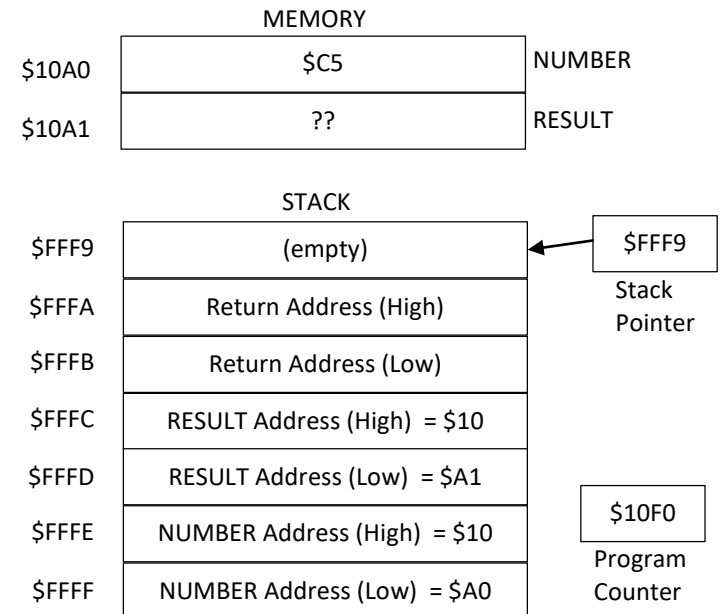 MEMORY
$10A0 $C5 NUMBER
$10A1 ?? RESULT
STACK
$FFF9 (empty) $FFF9
$FFFA Return Address (High) Stack
Pointer
$FFFB Return Address (Low)
$FFFC RESULT Address (High) = $10
$FFFD RESULT Address (Low) = $A1
$FFFE NUMBER Address (High) = $10 $10F0
Program
$FFFF NUMBER Address (Low) = $A0 Counter